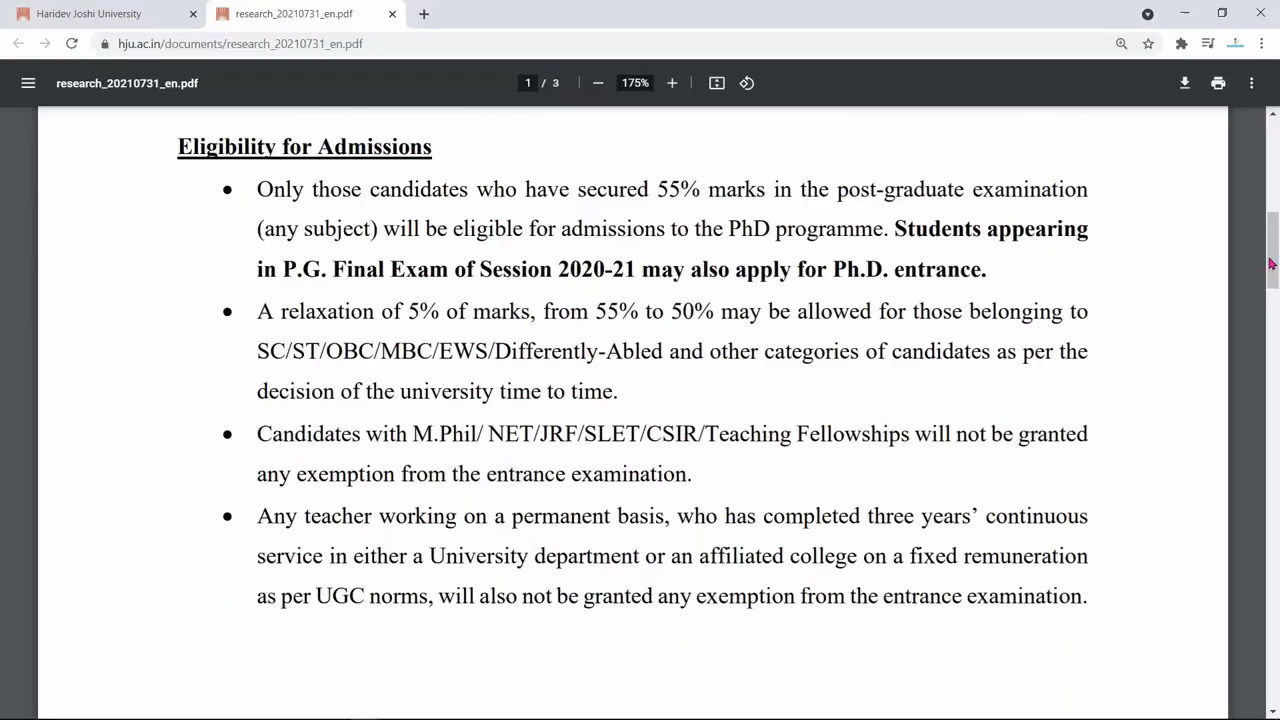 Haridev Joshi University
research_20210731_en.pdf
hju.ac.in/documents/research_20210731_en.pdf
research_20210731_en.pdf
1 / 3
175%
Eligibility for Admissions
• Only those candidates who have secured 55% marks in the post-graduate examination
(any subject) will be eligible for admissions to the PhD programme. Students appearing
in P.G. Final Exam of Session 2020-21 may also apply for Ph.D. entrance.
• A relaxation of 5% of marks, from 55% to 50% may be allowed for those belonging to
SC/ST/OBC/MBC/EWS/Differently-Abled and other categories of candidates as per the
decision of the university time to time.
• Candidates with M.Phil/ NET/JRF/SLET/CSIR/Teaching Fellowships will not be granted
any exemption from the entrance examination.
• Any teacher working on a permanent basis, who has completed three years’ continuous
service in either a University department or an affiliated college on a fixed remuneration
as per UGC norms, will also not be granted any exemption from the entrance examination.